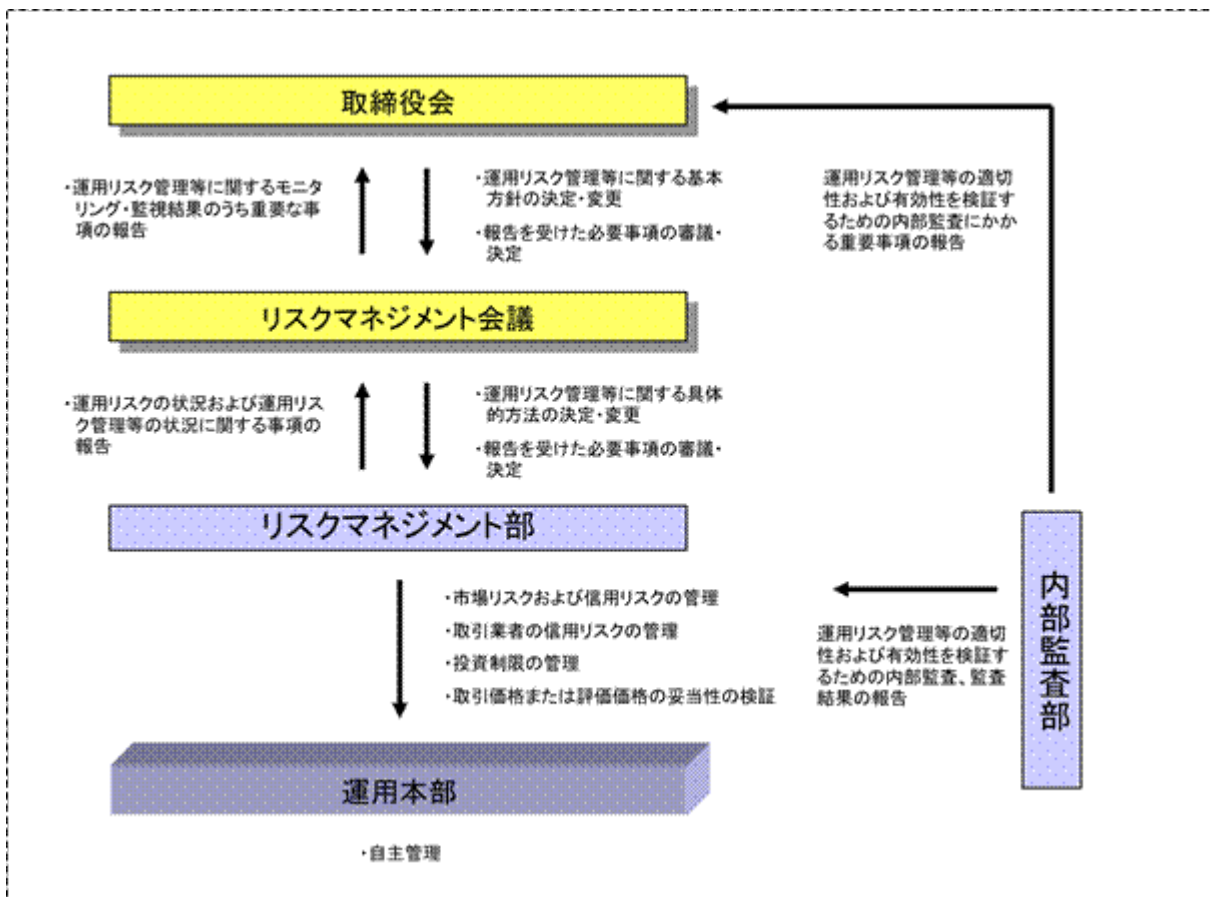 取締役会
・運用リスク管理等に関するモニ
タリング・監視結果のうち重要な事
項の報告
・運用リスク管理等に関する基本
方針の決定・変更
・報告を受けた必要事項の審議・
決定
運用リスク管理等の適切
性および有効性を検証す
るための内部監査にかか
る重要事項の報告
リスクマネジメント会議
・運用リスクの状況および運用リス
ク管理等の状況に関する事項の
報告
・運用リスク管理等に関する具体
的方法の決定・変更
・報告を受けた必要事項の審議・
決定
リスクマネジメント部
・市場リスクおよび信用リスクの管理
・取引業者の信用リスクの管理
・投資制限の管理
・取引価格または評価価格の妥当性の検証
運用リスク管理等の適切
性および有効性を検証す
るための内部監査、監査
結果の報告
内部監査部
運用本部
・自主管理